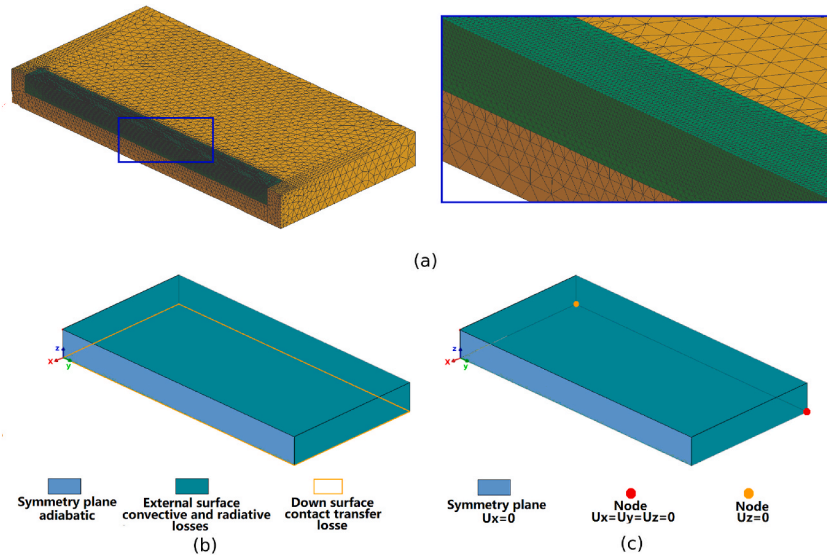 (a)
z
X
y
z
X
y
Symmetry plane
adiabatic
External surface
convective and radiative
losses
Down surface
contact transfer
losse
Symmetry plane
Ux=0
Node
Ux=Uy=Uz=0
Node
Uz=0
(b)
(c)